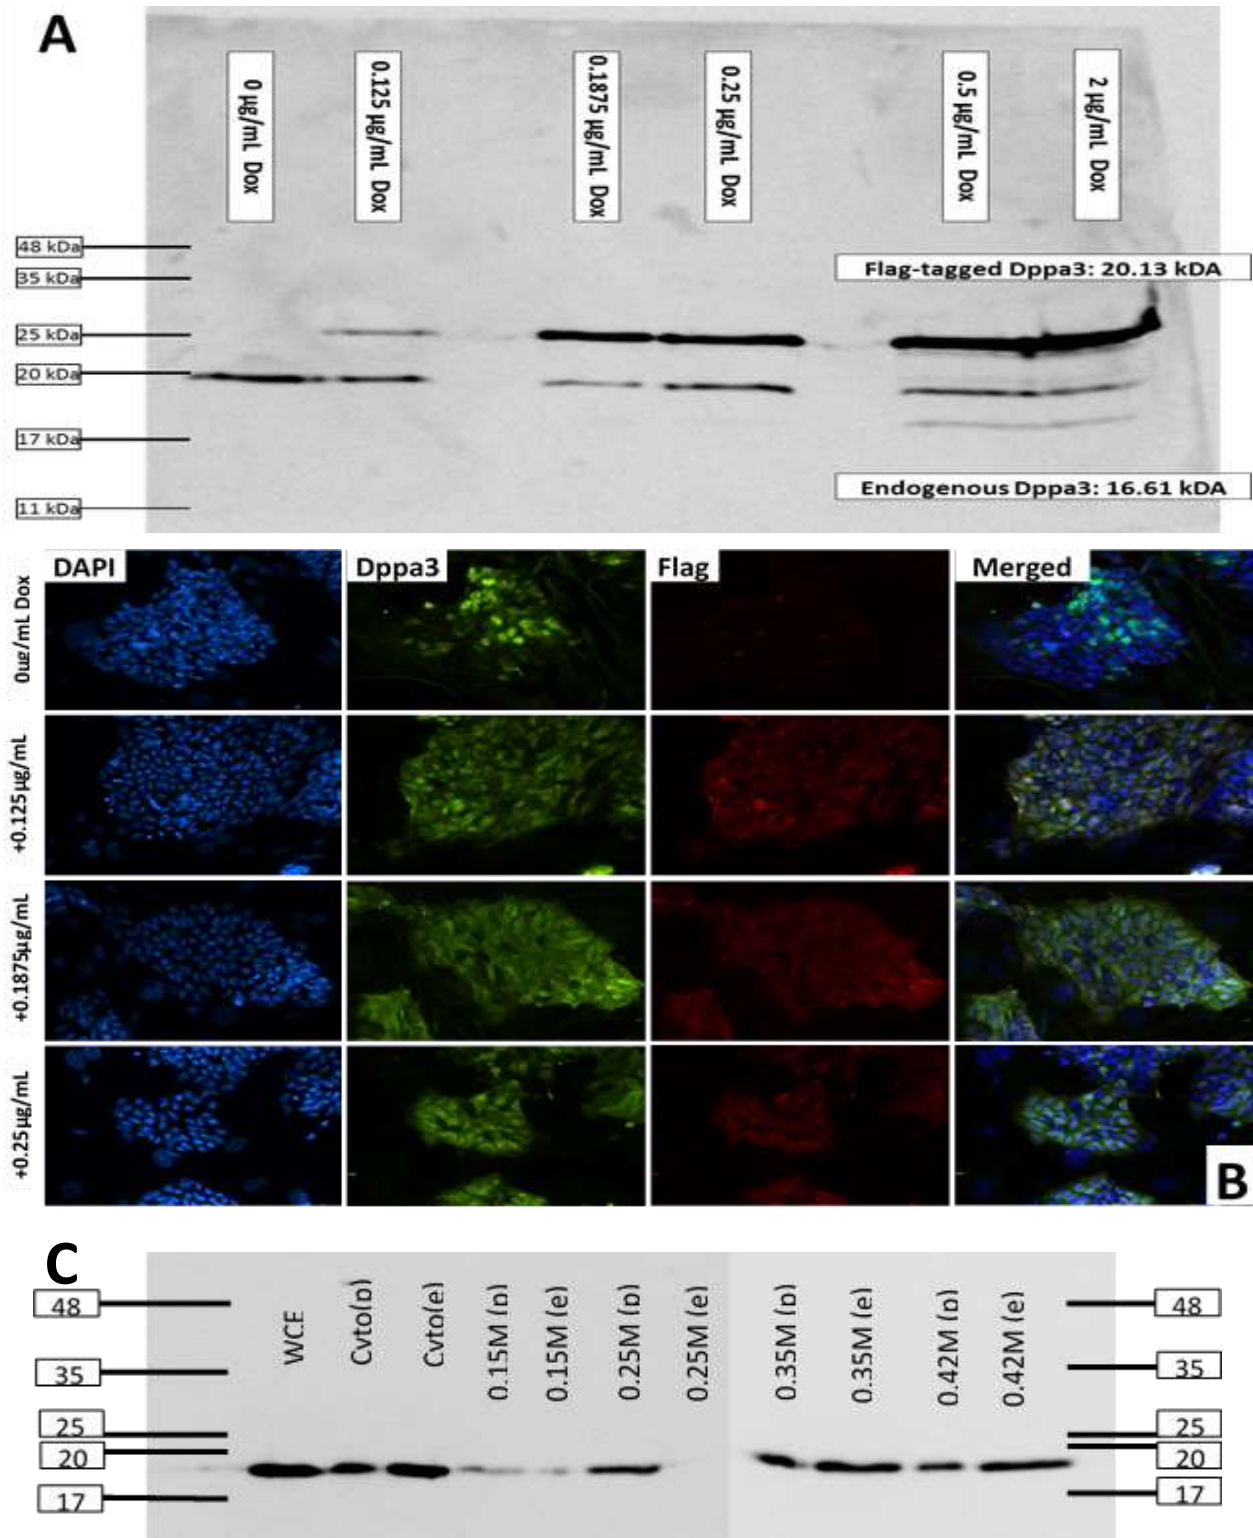 A
0 µg/mL Dox
0.125 µg/mL Dox
0.1875 µg/mL Dox
0.25 µg/mL Dox
0.5 µg/mL Dox
2 µg/mL Dox
48 kDa
35 kDa
25 kDa
20 kDa
17 kDa
11 kDa
Flag-tagged Dppa3: 20.13 kDA
Endogenous Dppa3: 16.61 kDA
DAPI
Dppa3
Flag
Merged
0ug/mL Dox
+0.125µg/mL
+0.1875µg/mL
+0.25µg/mL
B
C
48
35
25
20
17
WCE
Cyto(p)
Cyto(e)
0.15M (p)
0.15M (e)
0.25M (p)
0.25M (e)
0.35M (p)
0.35M (e)
0.42M (p)
0.42M (e)
48
35
25
20
17